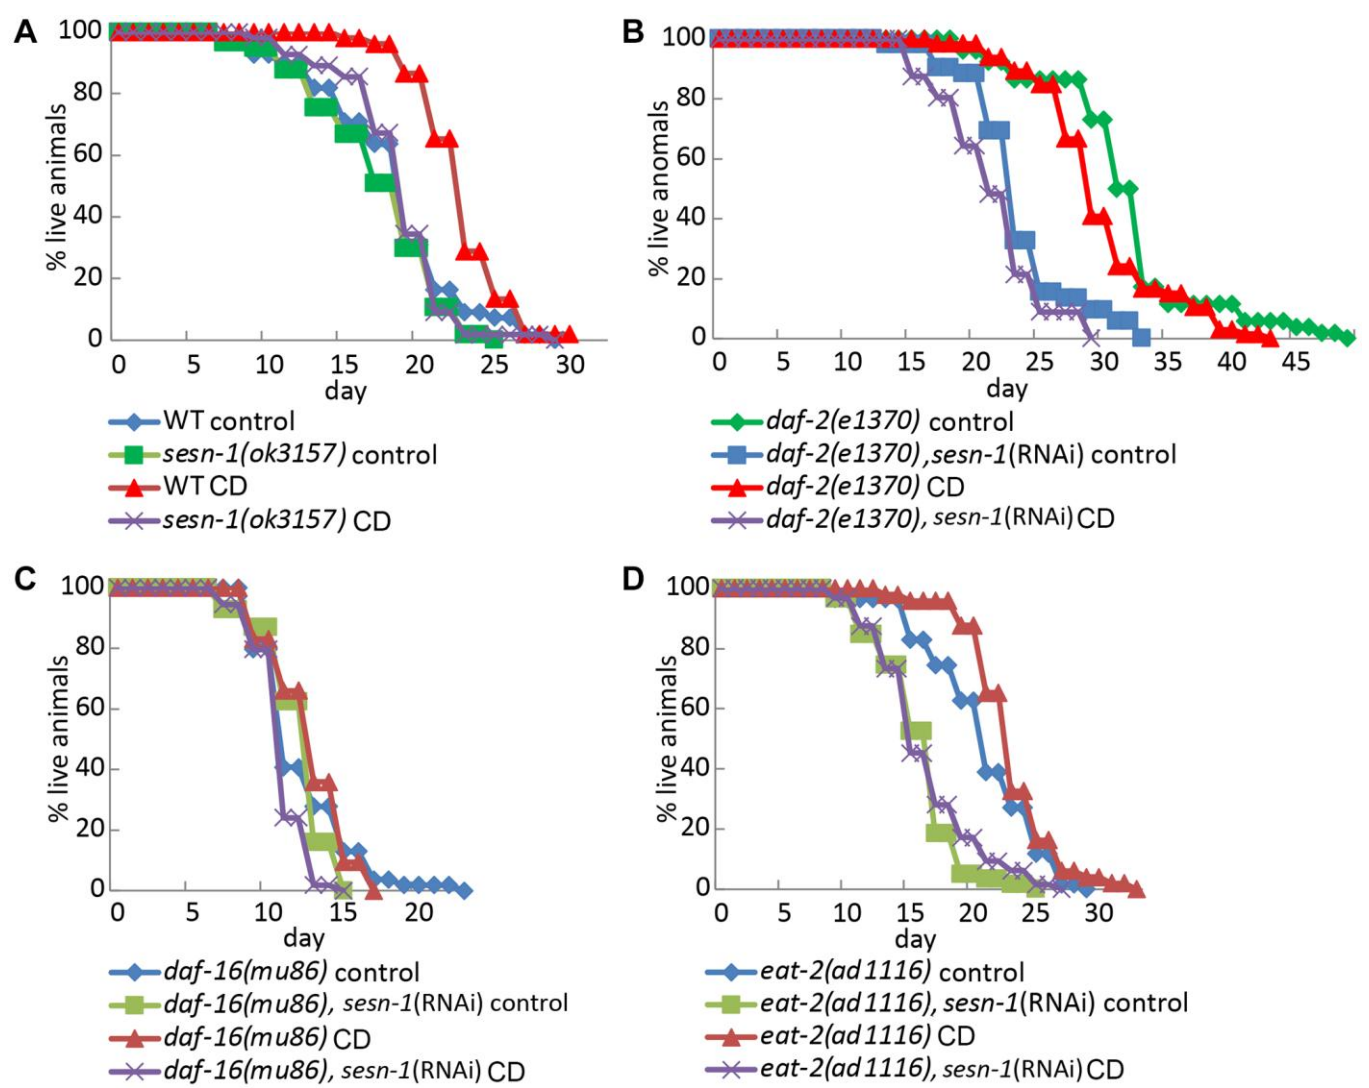 A
B
100
80
60
40
20
0
% live animals
0 5 10 15 20 25 30
day
WT control
sesn-1(ok3157) control
WT CD
sesn-1(ok3157) CD
100
80
60
40
20
0
% live anomals
0 5 10 15 20 25 30 35 40 45
day
daf-2(e1370) control
daf-2(e1370),sesn-1(RNAi) control
daf-2(e1370) CD
daf-2(e1370), sesn-1(RNAi) CD
C
D
100
80
60
40
20
0
% live animals
0 5 10 15 20
day
daf-16(mu86) control
daf-16(mu86), sesn-1(RNAi) control
daf-16(mu86) CD
daf-16(mu86), sesn-1(RNAi) CD
100
80
60
40
20
0
% live animals
0 5 10 15 20 25 30
day
eat-2(ad1116) control
eat-2(ad1116), sesn-1(RNAi) control
eat-2(ad1116) CD
eat-2(ad1116), sesn-1(RNAi) CD